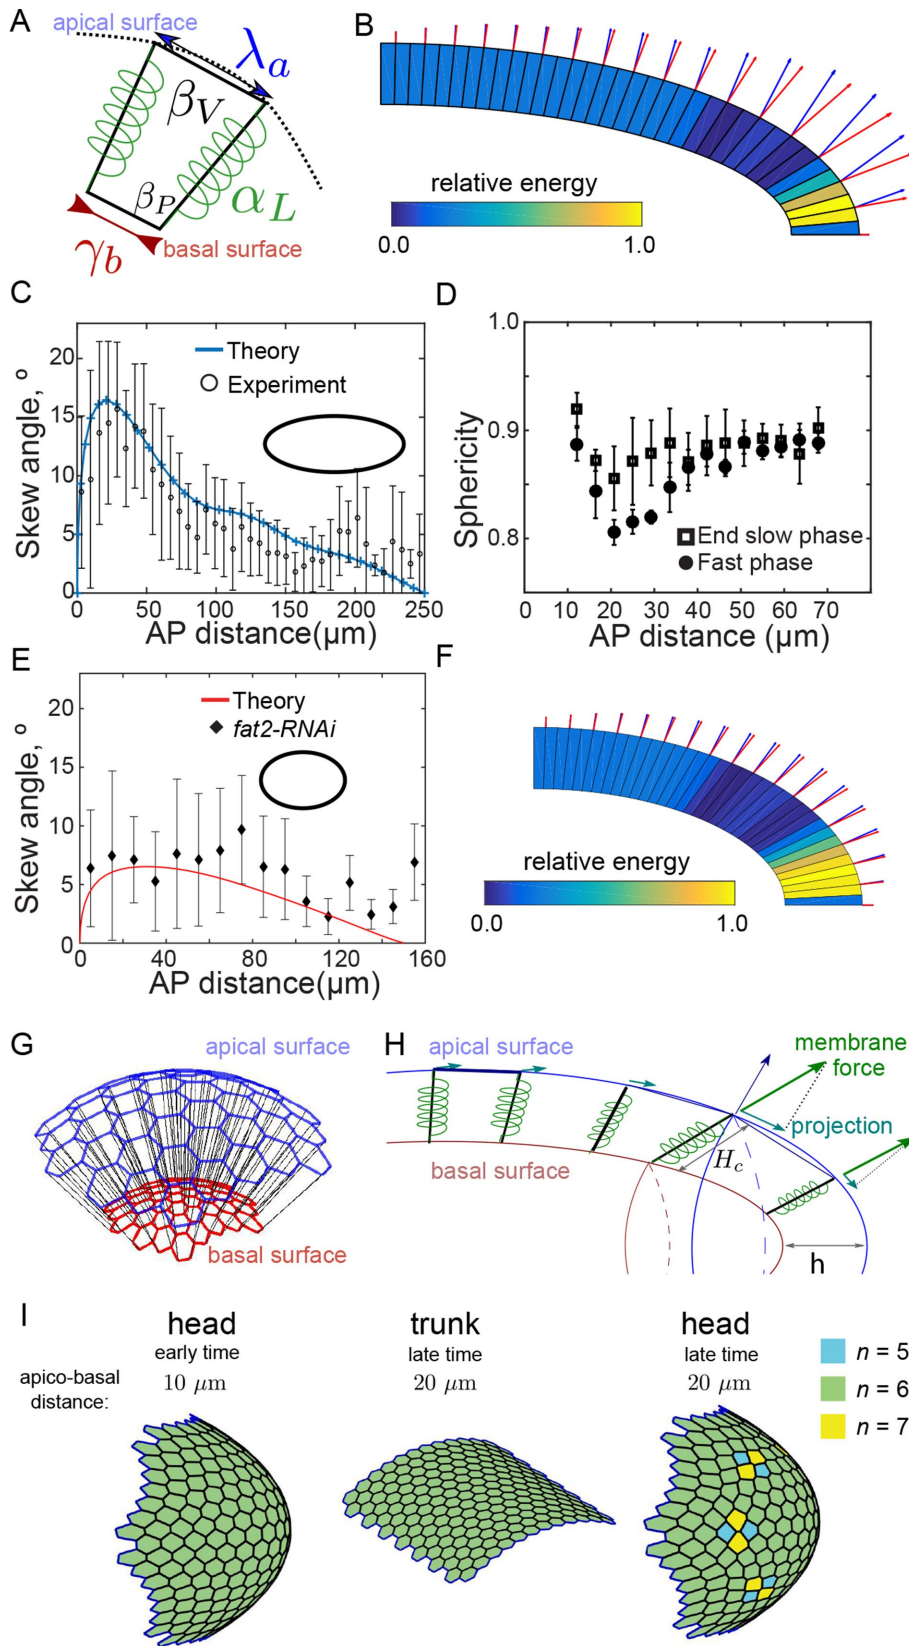 A
apical surface
λa
βV
βP
αL
γb
basal surface
B
relative energy
0.0 1.0
C
Skew angle, °
20
15
10
5
0
0 50 100 150 200 250
AP distance(μm)
Theory
Experiment
D
Sphericity
1.0
0.9
0.8
0 10 20 30 40 50 60 70
AP distance (μm)
End slow phase
Fast phase
E
Skew angle, °
20
15
10
5
0
0 40 80 120 160
AP distance(μm)
Theory
fat2-RNAi
F
relative energy
0.0 1.0
G
apical surface
basal surface
H
apical surface
membrane
force
projection
Hc
basal surface
h
I
head trunk head
early time late time late time
apico-basal
distance:
10 μm 20 μm 20 μm
n = 5
n = 6
n = 7